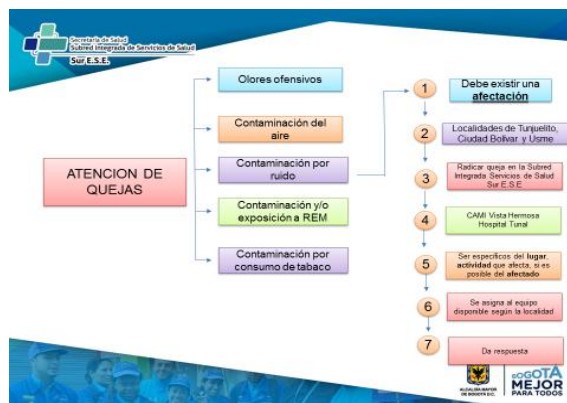 Secretaría de Salud
Subred Integrada de Servicios de Salud
Sur E.S.E.
ATENCION DE
QUEJAS
Olores ofensivos
Contaminación del
aire
Contaminación por
ruido
Contaminación y/o
exposición a REM
Contaminación por
consumo de tabaco
1
Debe existir una
afectación
2
Localidades de Tunjuelito,
Ciudad Bolívar y Usme
3
Radicar queja en la Subred
Integrada Servicios de Salud
Sur E.S.E
4
CAMI Vista Hermosa
Hospital Tunal
5
Ser específicos del lugar,
actividad que afecta, si es
posible del afectado
6
Se asigna al equipo
disponible según la localidad
7
Da respuesta
ALCALDÍA MAYOR
DE BOGOTÁ D.C.
BOGOTÁ
MEJOR
PARA TODOS